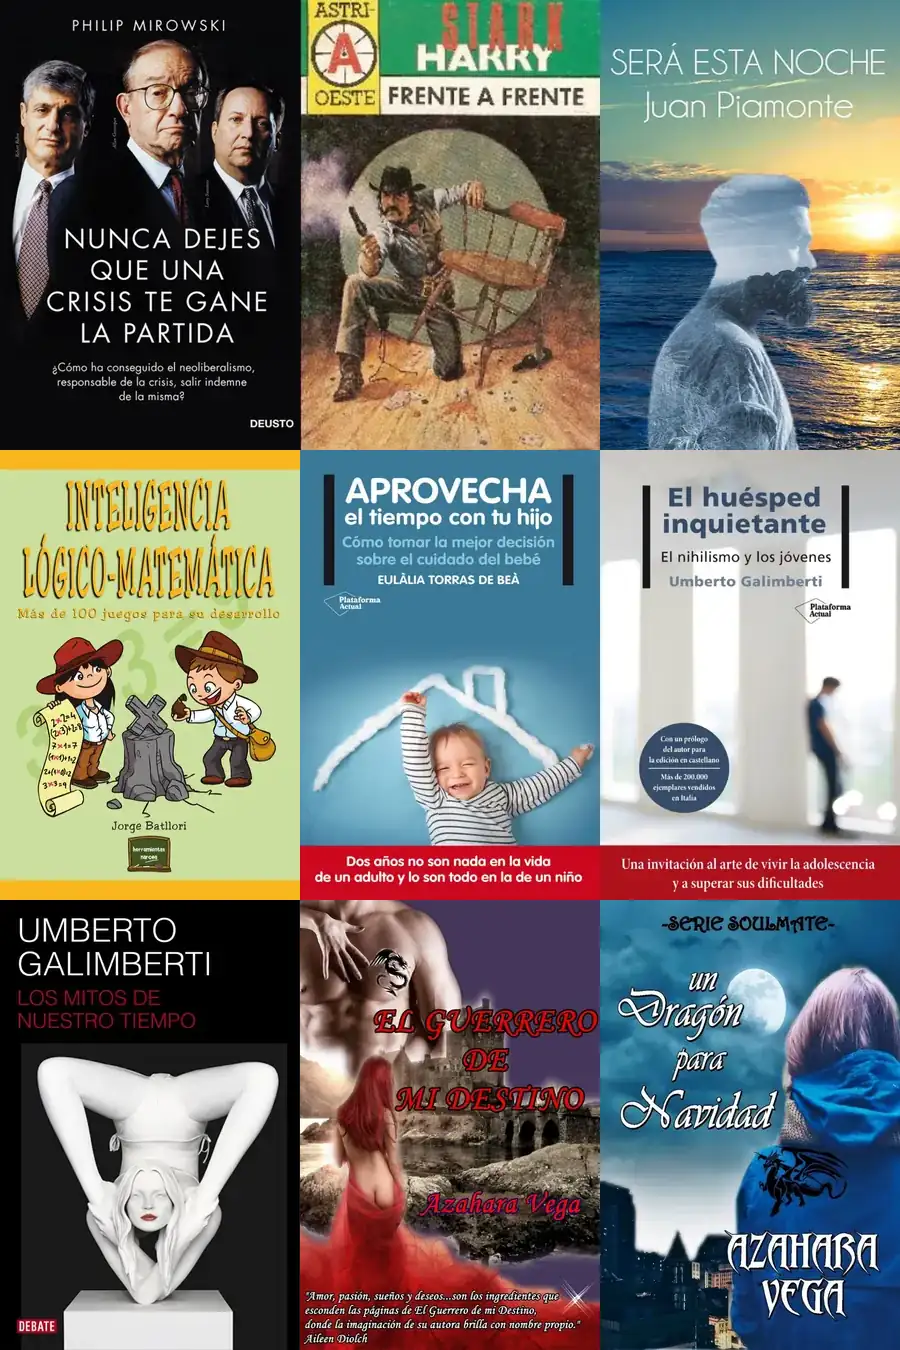 PHILIP MIROWSKI
NUNCA DEJES
QUE UNA
CRISIS TE GANE
LA PARTIDA
¿Cómo ha conseguido el neoliberalismo,
responsable de la crisis, salir indemne
de la misma?
DEUSTO
ASTRI-
A
OESTE
STARK
HARRY
FRENTE A FRENTE
SERÁ ESTA NOCHE
Juan Piamonte
INTELIGENCIA
LÓGICO-MATEMÁTICA
Más de 100 juegos para su desarrollo
Jorge Batllori
herramientas
narcea
APROVECHA
el tiempo con tu hijo
Cómo tomar la mejor decisión
sobre el cuidado del bebé
EULÀLIA TORRAS DE BEÀ
Plataforma
Actual
Dos años no son nada en la vida
de un adulto y lo son todo en la de un niño
El huésped
inquietante
El nihilismo y los jóvenes
Umberto Galimberti
Plataforma
Actual
Con un prólogo
del autor para
la edición en castellano
Más de 200.000
ejemplares vendidos
en Italia
Una invitación al arte de vivir la adolescencia
y a superar sus dificultades
UMBERTO
GALIMBERTI
LOS MITOS DE
NUESTRO TIEMPO
DEBATE
EL GUERRERO
DE
MI DESTINO
Azahara Vega
"Amor, pasión, sueños y deseos...son los ingredientes que
esconden las páginas de El Guerrero de mi Destino,
donde la imaginación de su autora brilla con nombre propio."
Aileen Diolch
-SERIE SOULMATE-
un
Dragón
para
Navidad
AZAHARA
VEGA